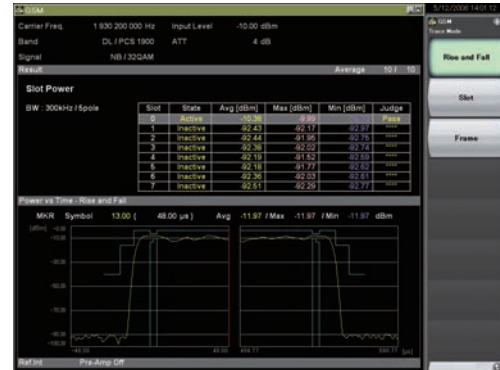 GSM
5/12/2008 14:01:12
Carrier Freq. 1 930 200 000 Hz Input Level -10.00 dBm
Band DL / PCS 1900 ATT 4 dB
Signal NB / 32QAM
Result Average 10 / 10
Slot Power
BW : 300kHz / 5pole
Slot State Avg [dBm] Max [dBm] Min [dBm] Judge
0 Active -10.38 -9.99 Pass
1 Inactive -92.43 -92.17 -92.97 ****
2 Inactive -92.44 -91.95 -92.75 ****
3 Inactive -92.38 -92.02 -92.74 ****
4 Inactive -92.19 -91.52 -92.59 ****
5 Inactive -92.18 -91.77 -92.62 ****
6 Inactive -92.36 -92.03 -92.61 ****
7 Inactive -92.51 -92.29 -92.77 ****
Power vs Time - Rise and Fall
MKR Symbol 13.00 ( 48.00 µs ) Avg -11.97 / Max -11.97 / Min -11.97 dBm
[dBm]
Ref.Int Pre-Amp Off
GSM
Trace Mode
Rise and Fall
Slot
Frame